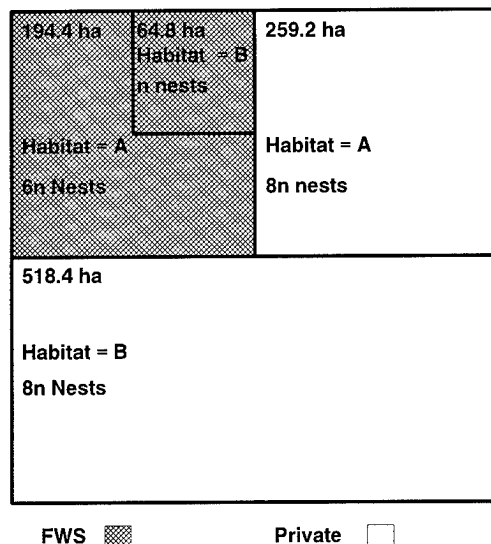 194.4 ha
Habitat = A
6n Nests
64.8 ha
Habitat = B
n nests
259.2 ha
Habitat = A
8n nests
518.4 ha
Habitat = B
8n Nests
FWS
Private